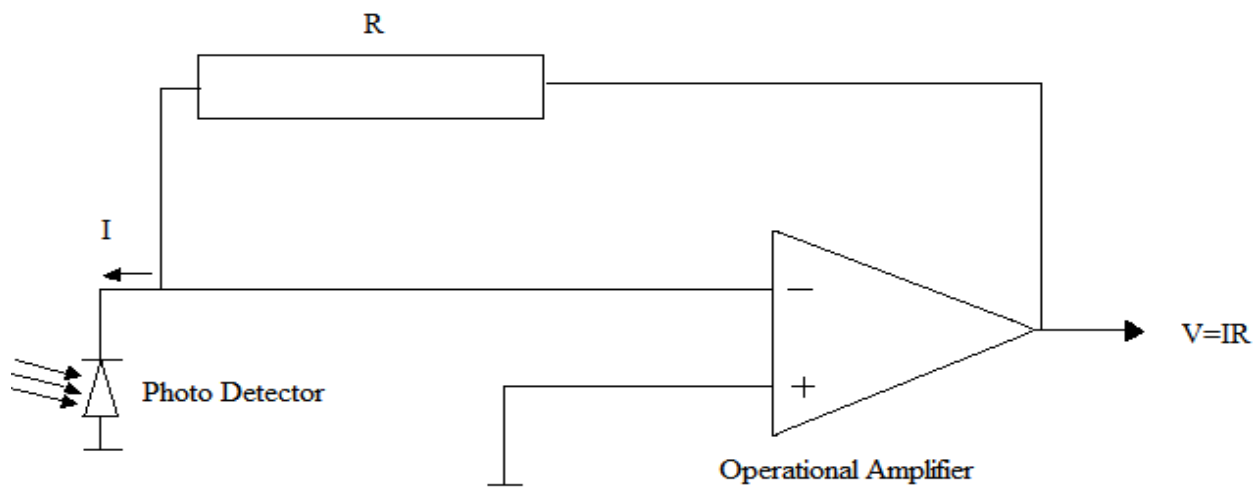 R
I
−
V=IR
+
Photo Detector
Operational Amplifier